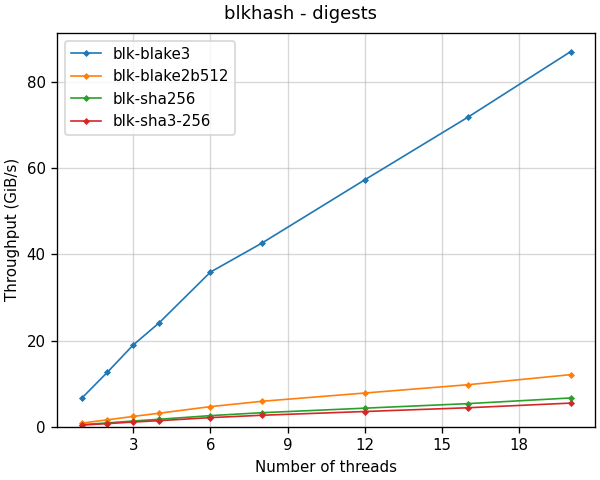 blkhash - digests
blk-blake3
blk-blake2b512
blk-sha256
blk-sha3-256
Throughput (GiB/s)
80
60
40
20
0
3 6 9 12 15 18
Number of threads